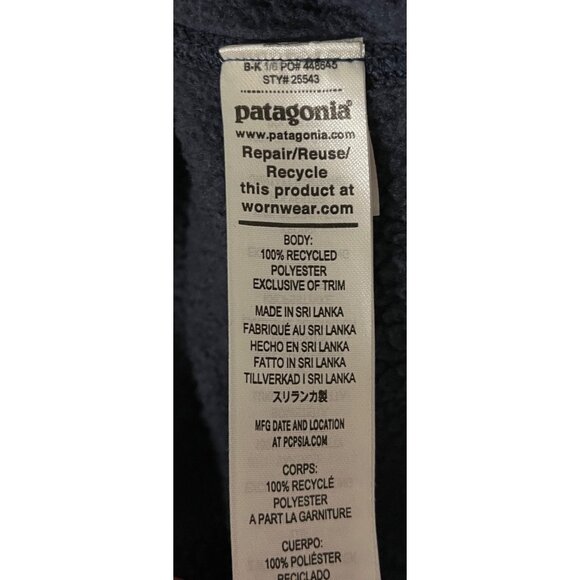 B-K 1/6 PO# 448645
STY# 25543
patagonia®
www.patagonia.com
Repair/Reuse/
Recycle
this product at
wornwear.com
BODY:
100% RECYCLED
POLYESTER
EXCLUSIVE OF TRIM
MADE IN SRI LANKA
FABRIQUÉ AU SRI LANKA
HECHO EN SRI LANKA
FATTO IN SRI LANKA
TILLVERKAD I SRI LANKA
スリランカ製
MFG DATE AND LOCATION
AT PCPSIA.COM
CORPS:
100% RECYCLÉ
POLYESTER
A PART LA GARNITURE
CUERPO:
100% POLIÉSTER
RECICLADO